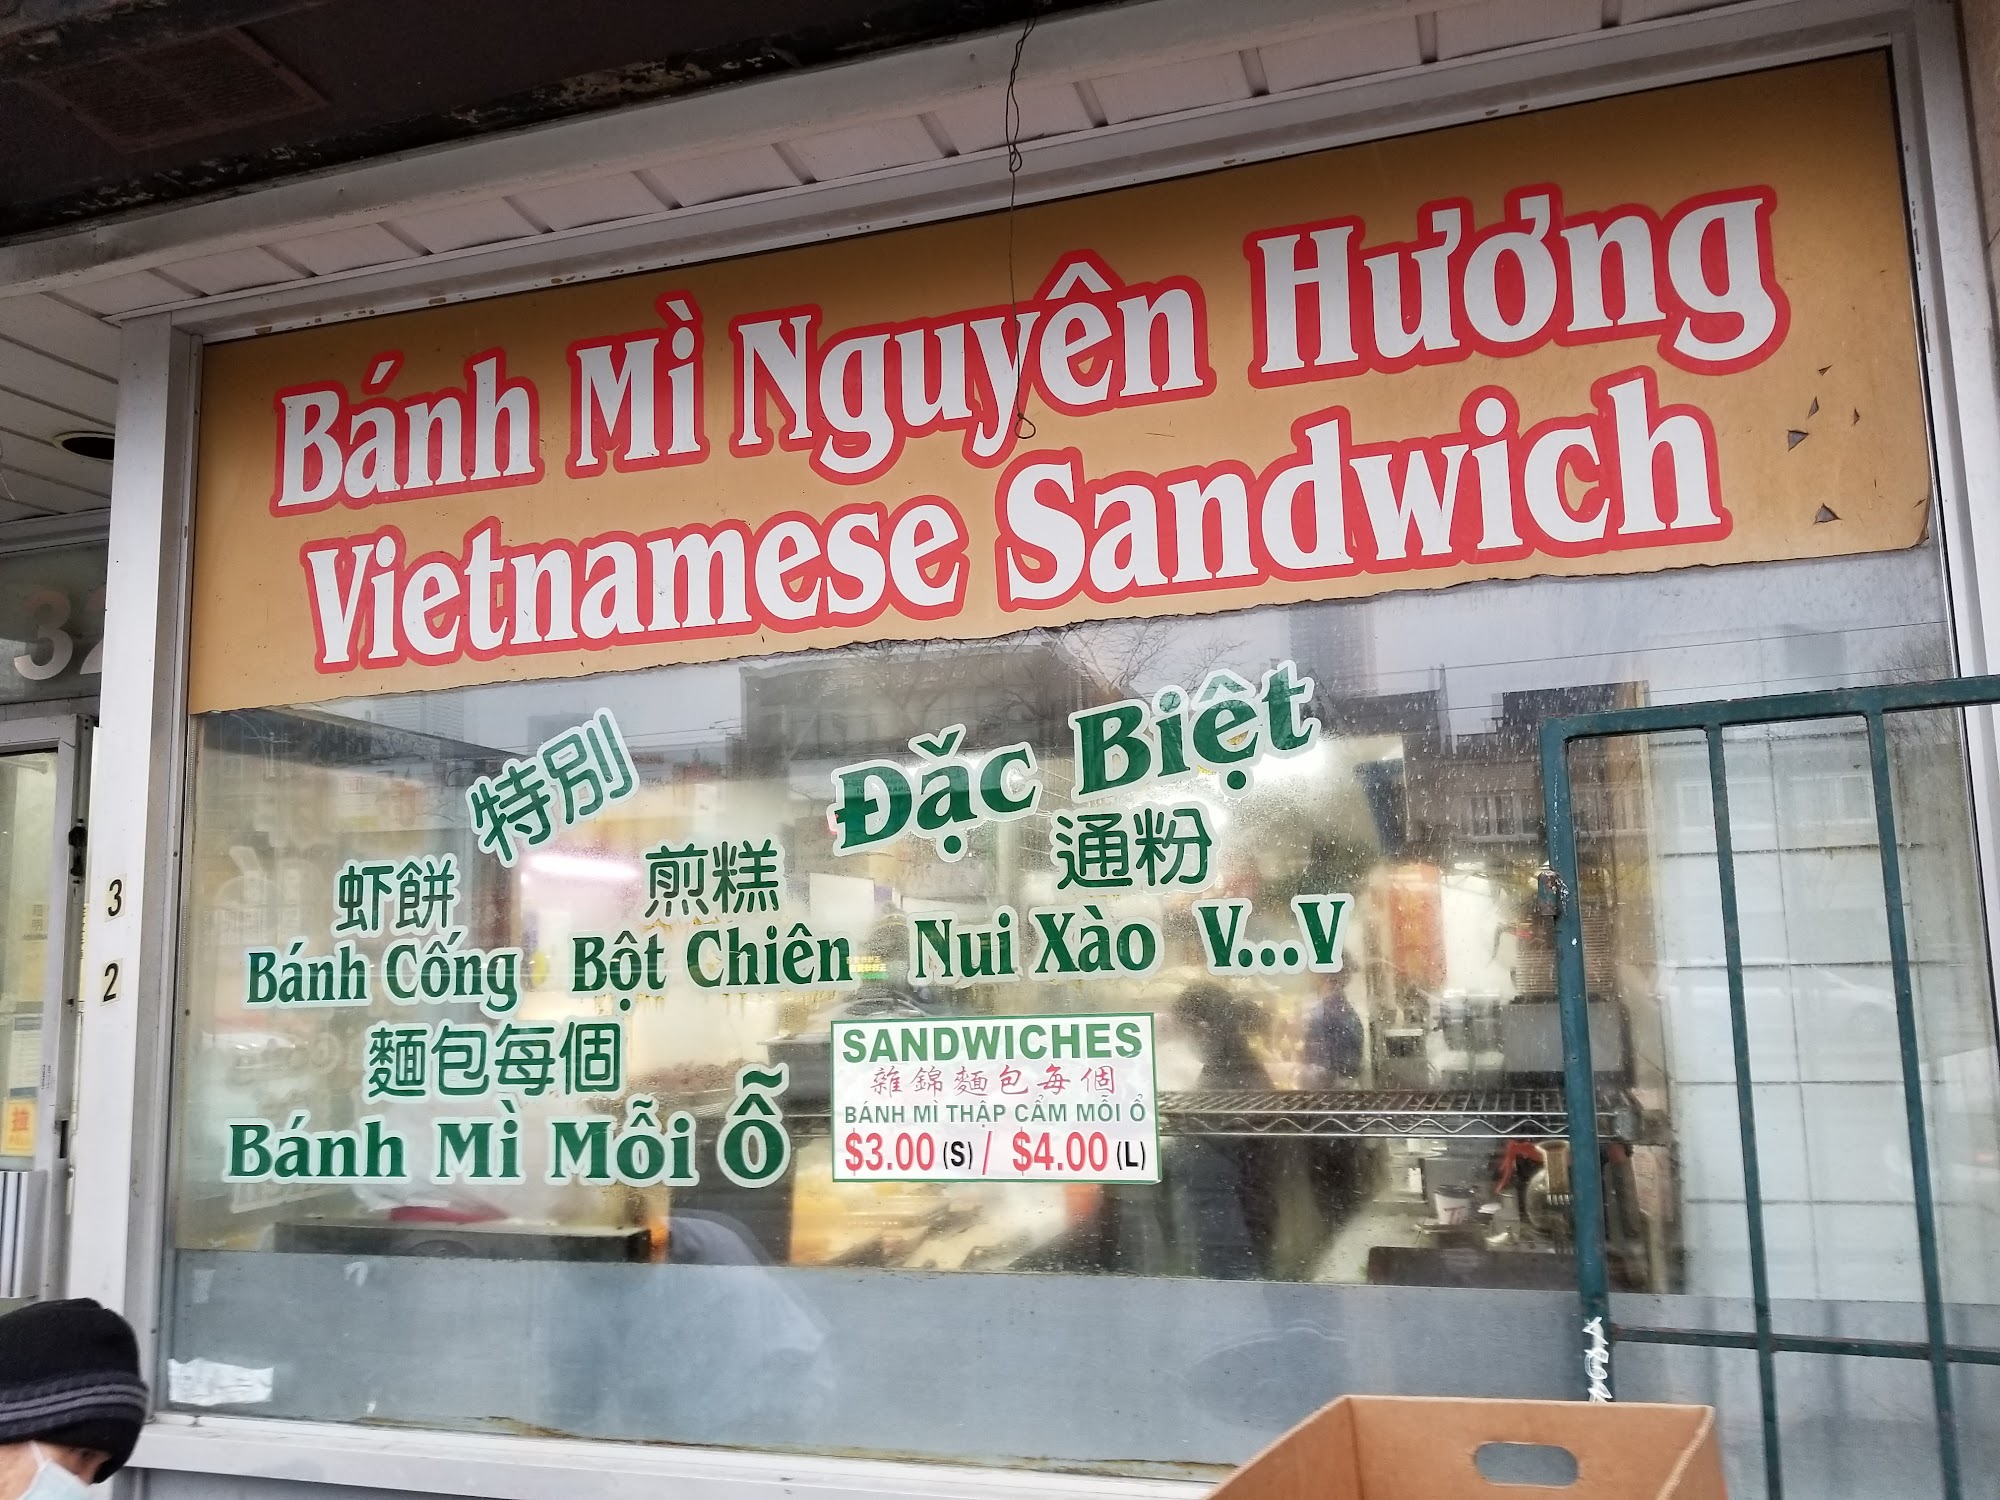 Bánh Mì Nguyên Hương
Vietnamese Sandwich
特別 Đặc Biệt
虾餅 煎糕 通粉
Bánh Cống Bột Chiên Nui Xào V...V
麵包每個
Bánh Mì Mỗi Ỗ
SANDWICHES
雜錦麵包每個
BÁNH MÌ THẬP CẨM MỖI Ổ
$3.00 (S) / $4.00 (L)
32
3
2
拉